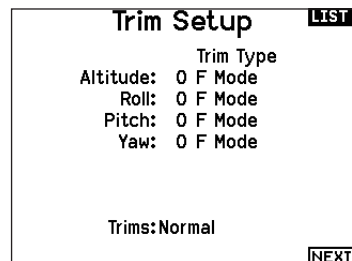 Trim Setup
LIST
Trim Type
Altitude: 0 F Mode
Roll: 0 F Mode
Pitch: 0 F Mode
Yaw: 0 F Mode
Trims:Normal
NEXT